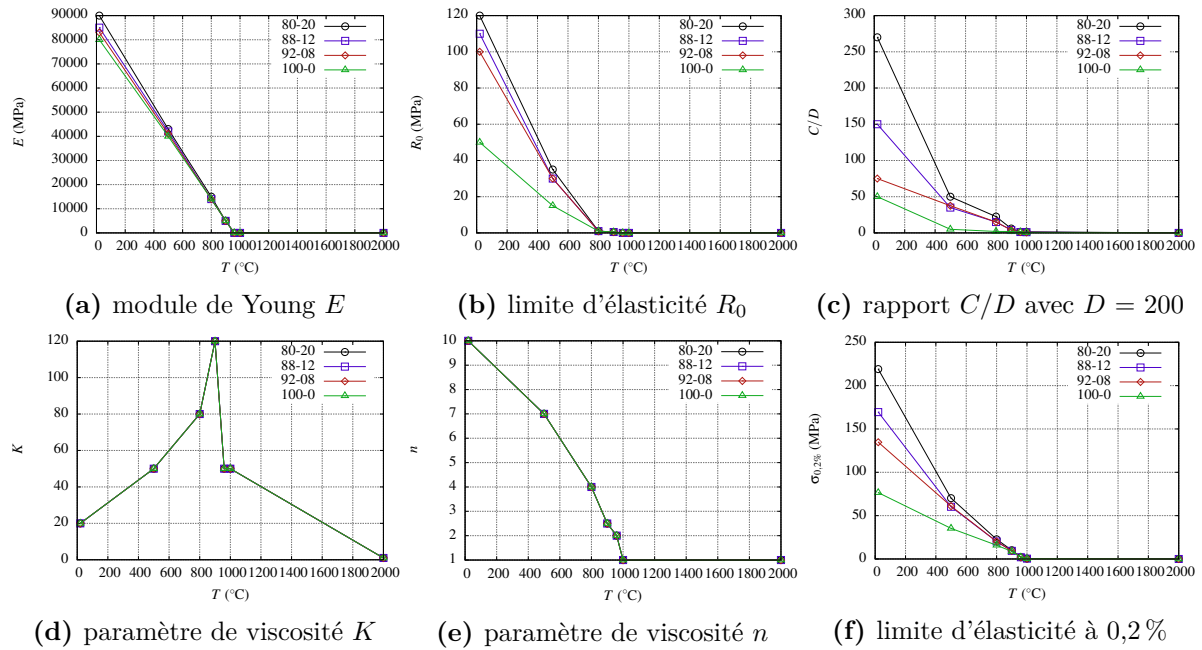 90000
80000
70000
60000
50000
40000
30000
20000
10000
0
E (MPa)
80-20
88-12
92-08
100-0
0 200 400 600 800 1000 1200 1400 1600 1800 2000
T (°C)
(a) module de Young E
120
100
80
60
40
20
0
R0 (MPa)
80-20
88-12
92-08
100-0
0 200 400 600 800 1000 1200 1400 1600 1800 2000
T (°C)
(b) limite d'élasticité R0
300
250
200
150
100
50
0
C/D
80-20
88-12
92-08
100-0
0 200 400 600 800 1000 1200 1400 1600 1800 2000
T (°C)
(c) rapport C/D avec D = 200
120
100
80
60
40
20
0
K
80-20
88-12
92-08
100-0
0 200 400 600 800 1000 1200 1400 1600 1800 2000
T (°C)
(d) paramètre de viscosité K
10
9
8
7
6
5
4
3
2
1
n
80-20
88-12
92-08
100-0
0 200 400 600 800 1000 1200 1400 1600 1800 2000
T (°C)
(e) paramètre de viscosité n
250
200
150
100
50
0
σ0,2% (MPa)
80-20
88-12
92-08
100-0
0 200 400 600 800 1000 1200 1400 1600 1800 2000
T (°C)
(f) limite d'élasticité à 0,2 %